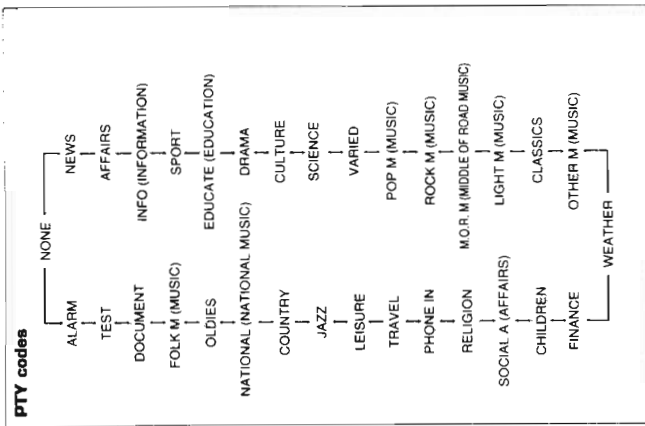 PTY codes
NONE
ALARM NEWS
TEST AFFAIRS
DOCUMENT INFO (INFORMATION)
FOLK M (MUSIC) SPORT
OLDIES EDUCATE (EDUCATION)
NATIONAL (NATIONAL MUSIC) DRAMA
COUNTRY CULTURE
JAZZ SCIENCE
LEISURE VARIED
TRAVEL POP M (MUSIC)
PHONE IN ROCK M (MUSIC)
RELIGION M.O.R. M (MIDDLE OF ROAD MUSIC)
SOCIAL A (AFFAIRS) LIGHT M (MUSIC)
CHILDREN CLASSICS
FINANCE OTHER M (MUSIC)
WEATHER